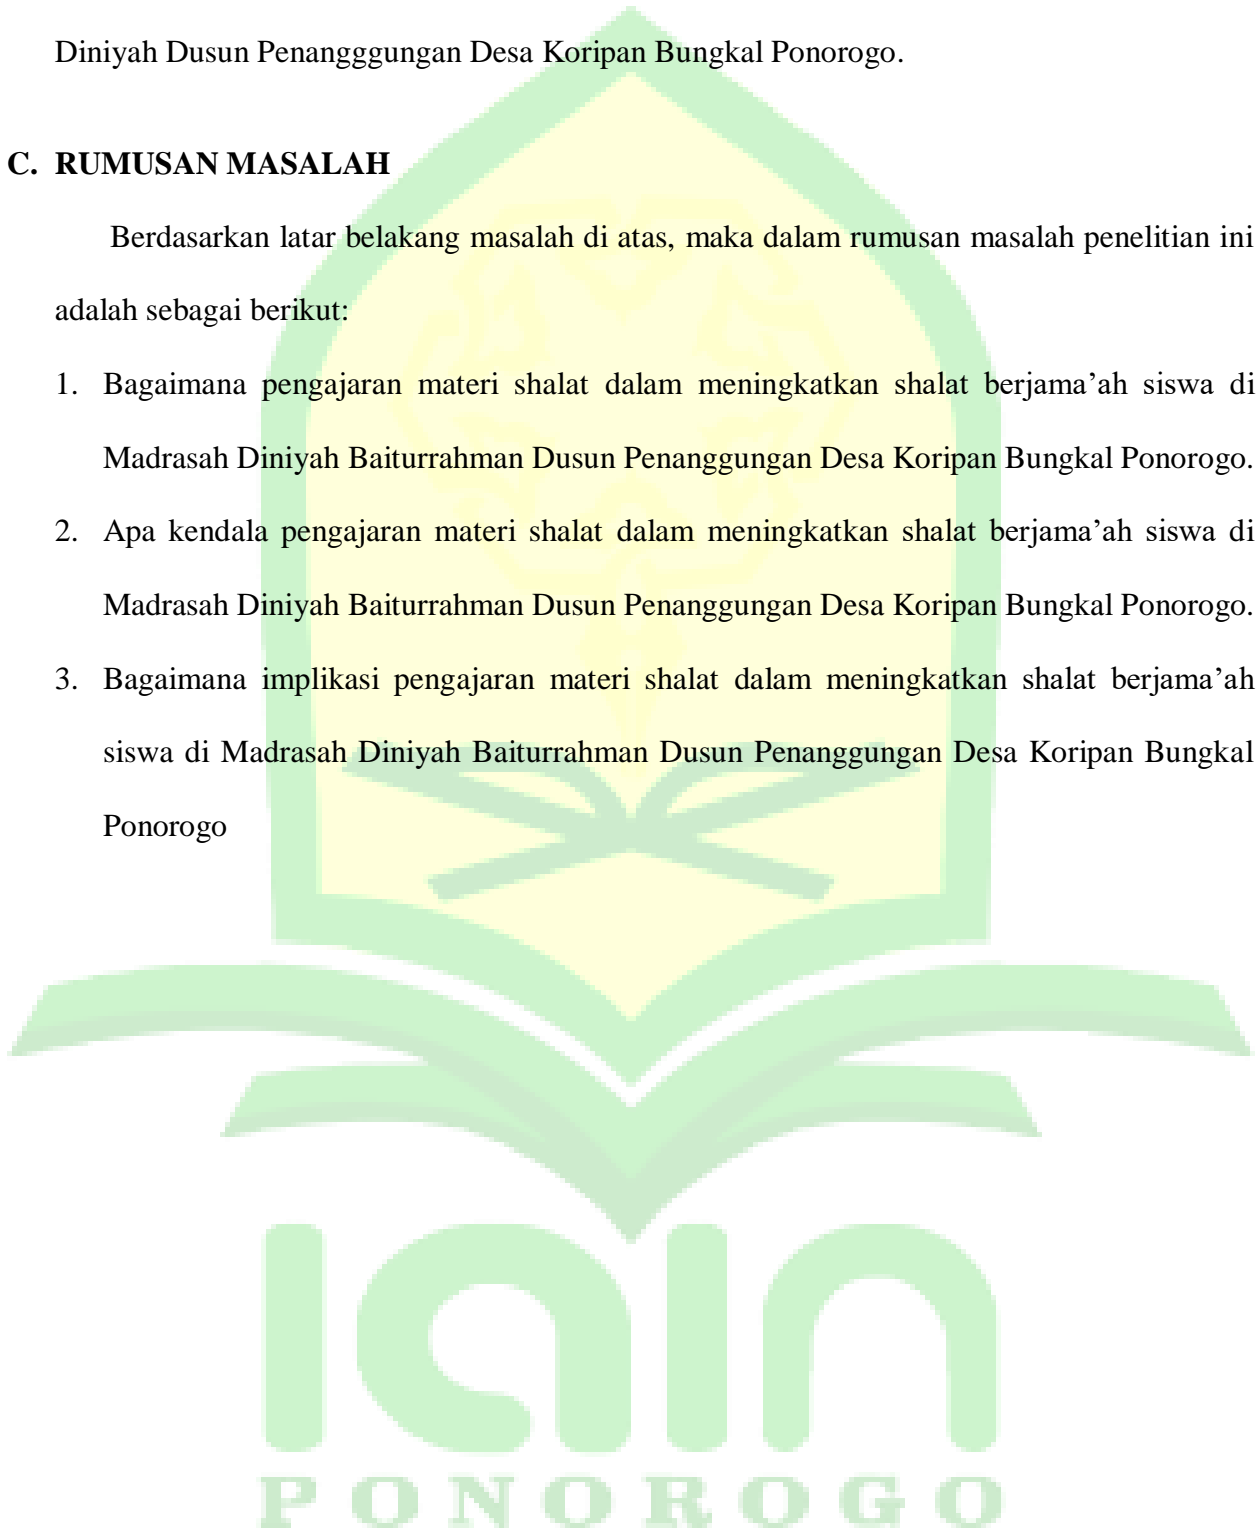 Diniyah Dusun Penangggungan Desa Koripan Bungkal Ponorogo.
C. RUMUSAN MASALAH
Berdasarkan latar belakang masalah di atas, maka dalam rumusan masalah penelitian ini
adalah sebagai berikut:
1. Bagaimana pengajaran materi shalat dalam meningkatkan shalat berjama’ah siswa di
Madrasah Diniyah Baiturrahman Dusun Penanggungan Desa Koripan Bungkal Ponorogo.
2. Apa kendala pengajaran materi shalat dalam meningkatkan shalat berjama’ah siswa di
Madrasah Diniyah Baiturrahman Dusun Penanggungan Desa Koripan Bungkal Ponorogo.
3. Bagaimana implikasi pengajaran materi shalat dalam meningkatkan shalat berjama’ah
siswa di Madrasah Diniyah Baiturrahman Dusun Penanggungan Desa Koripan Bungkal
Ponorogo
iain
PONOROGO